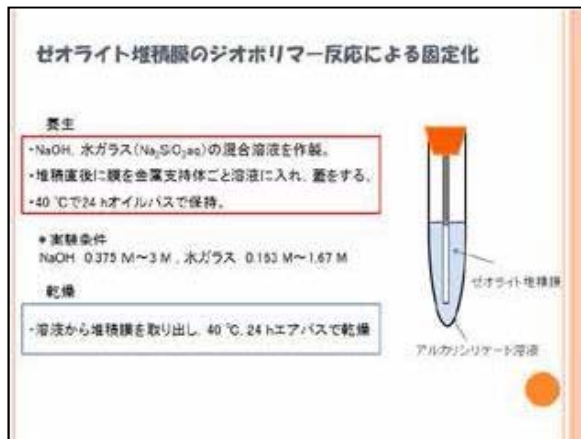 ゼオライト堆積膜のジオポリマー反応による固定化
養生
・NaOH、水ガラス(Na₂SiO₃aq)の混合溶液を作製。
・堆積直後に膜を金属支持体ごと溶液に入れ、蓋をする。
・40 ℃で24 hオイルバスで保持。
*実験条件
NaOH 0.375 M～3 M , 水ガラス 0.153 M～1.67 M
乾燥
・溶液から堆積膜を取り出し、40 ℃, 24 hエアバスで乾燥
ゼオライト堆積膜
アルカリシリケート溶液